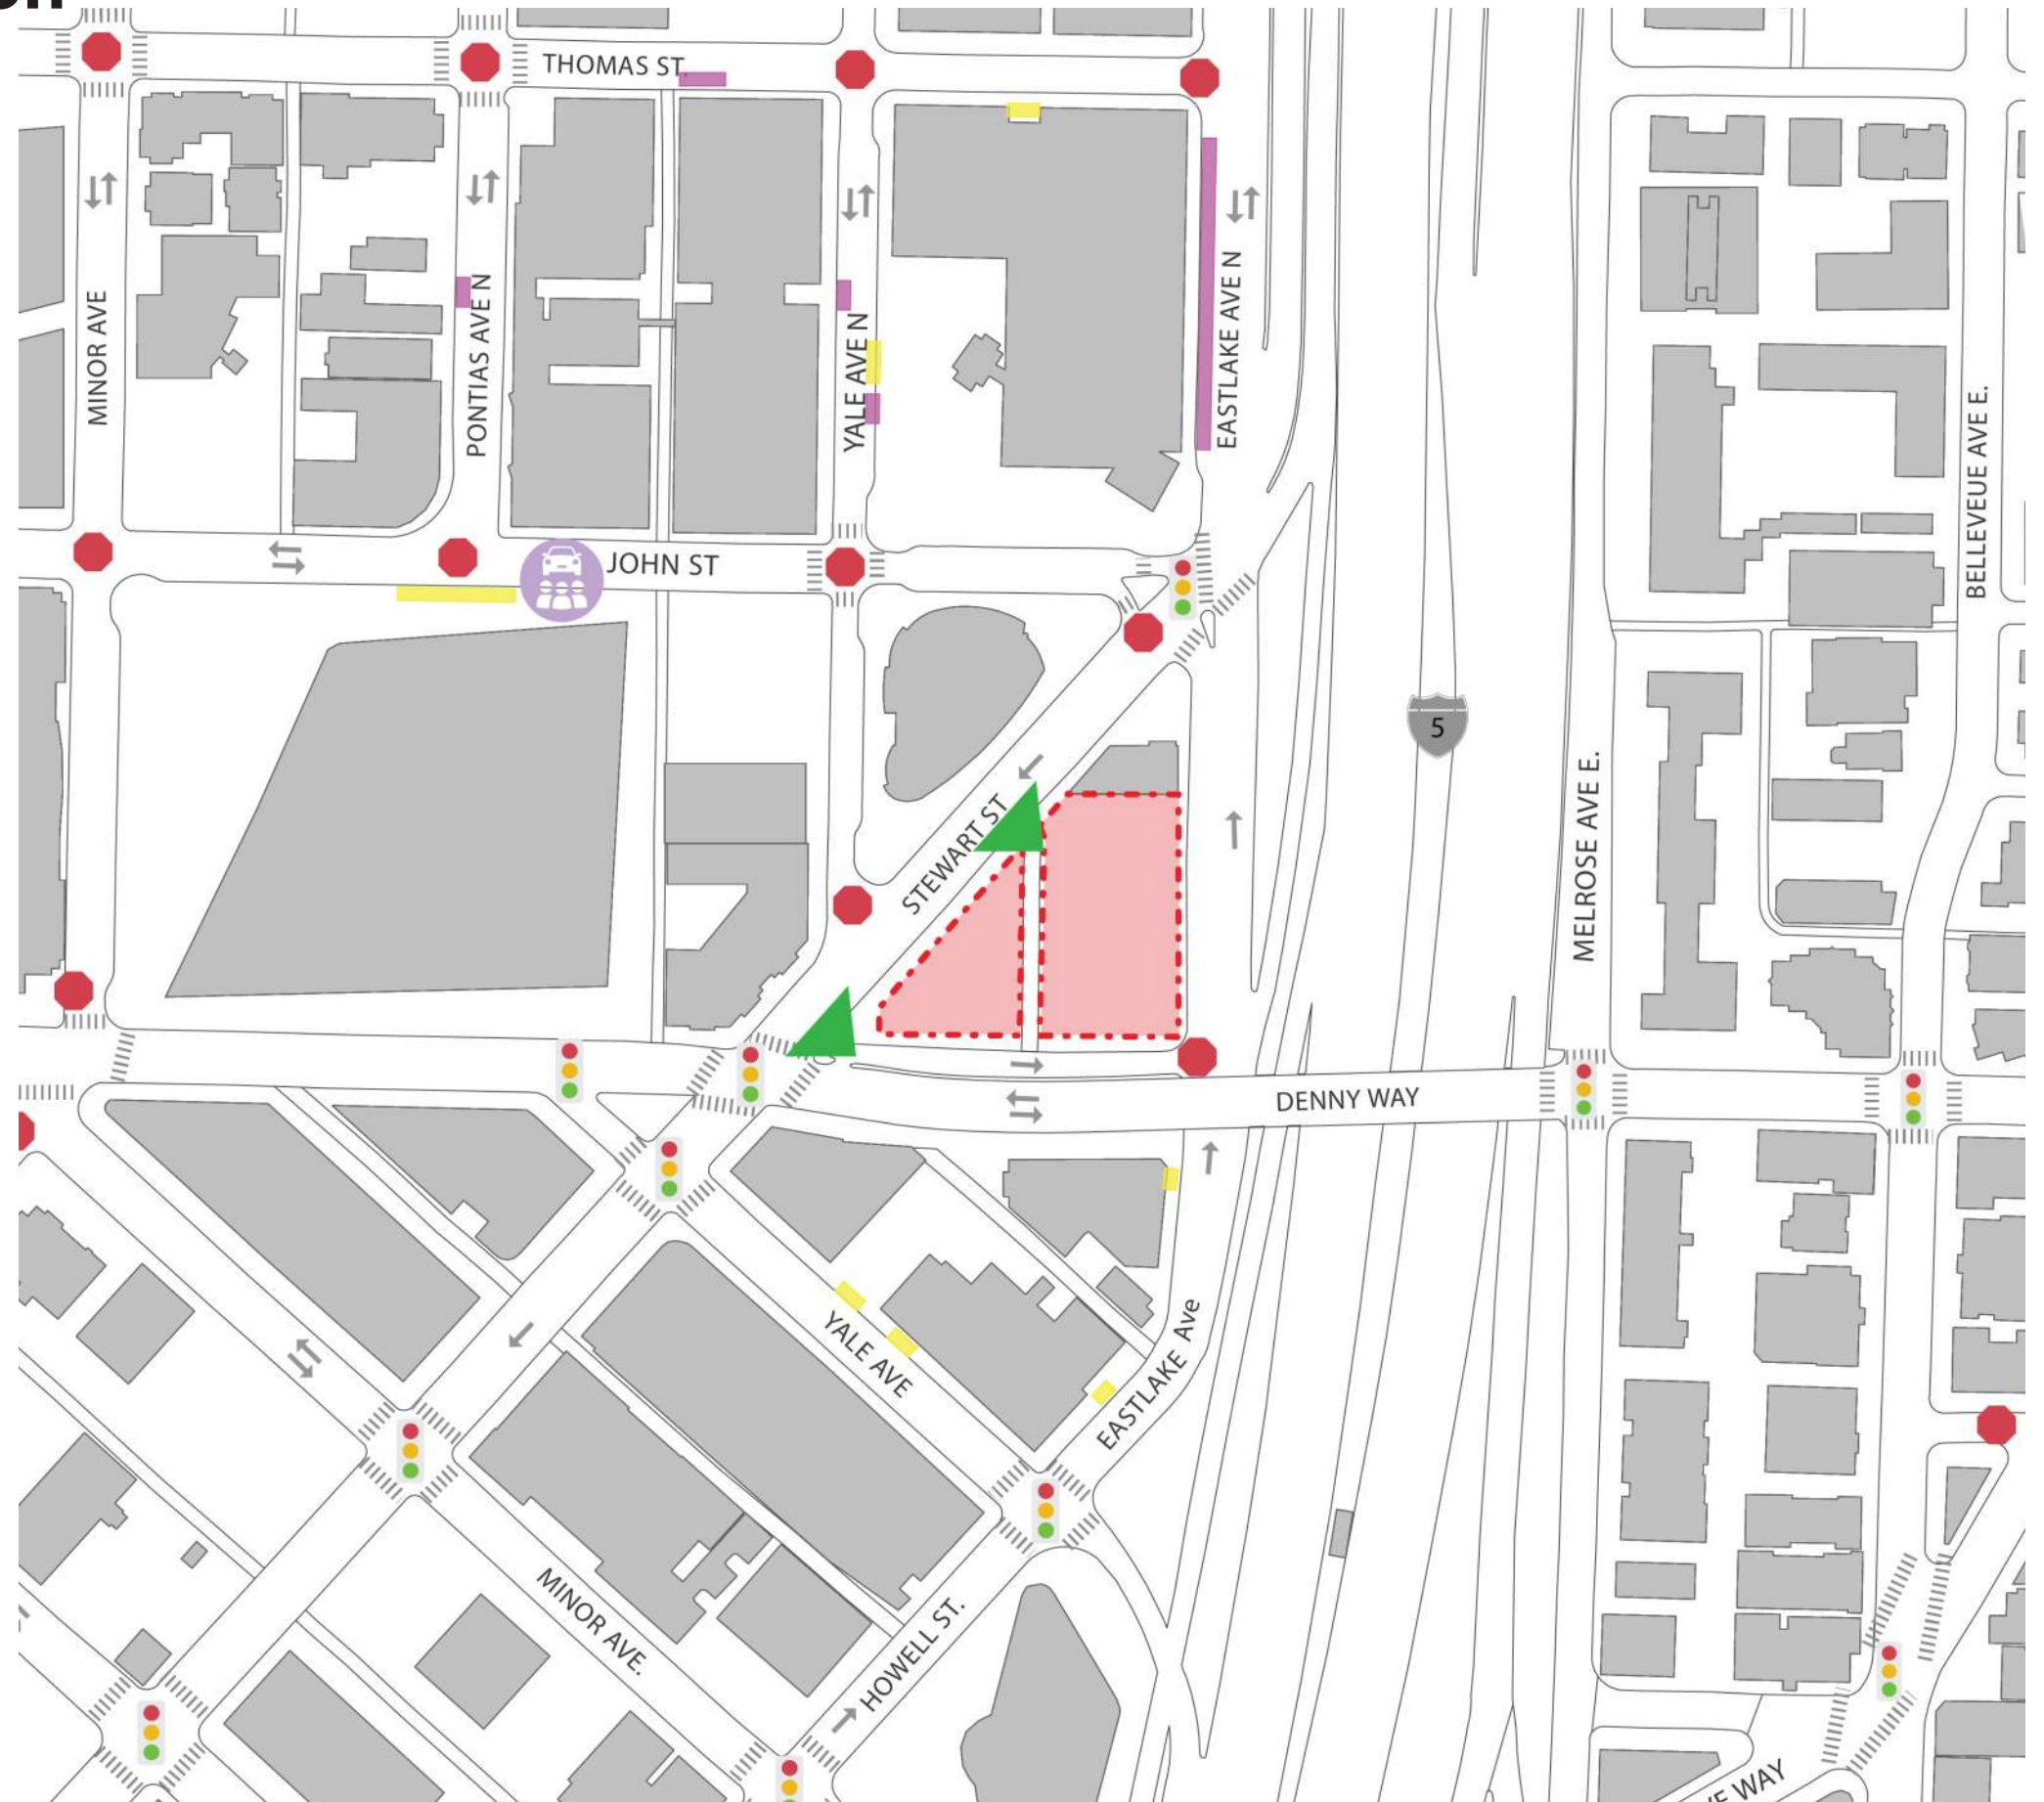 THOMAS ST.
MINOR AVE
PONTIAS AVE N
YALE AVE N
EASTLAKE AVE N
BELLEVEUE AVE E.
JOHN ST
5
MELROSE AVE E.
STEWART ST
DENNY WAY
YALE AVE
EASTLAKE Ave
MINOR AVE.
HOWELL ST.
WAY